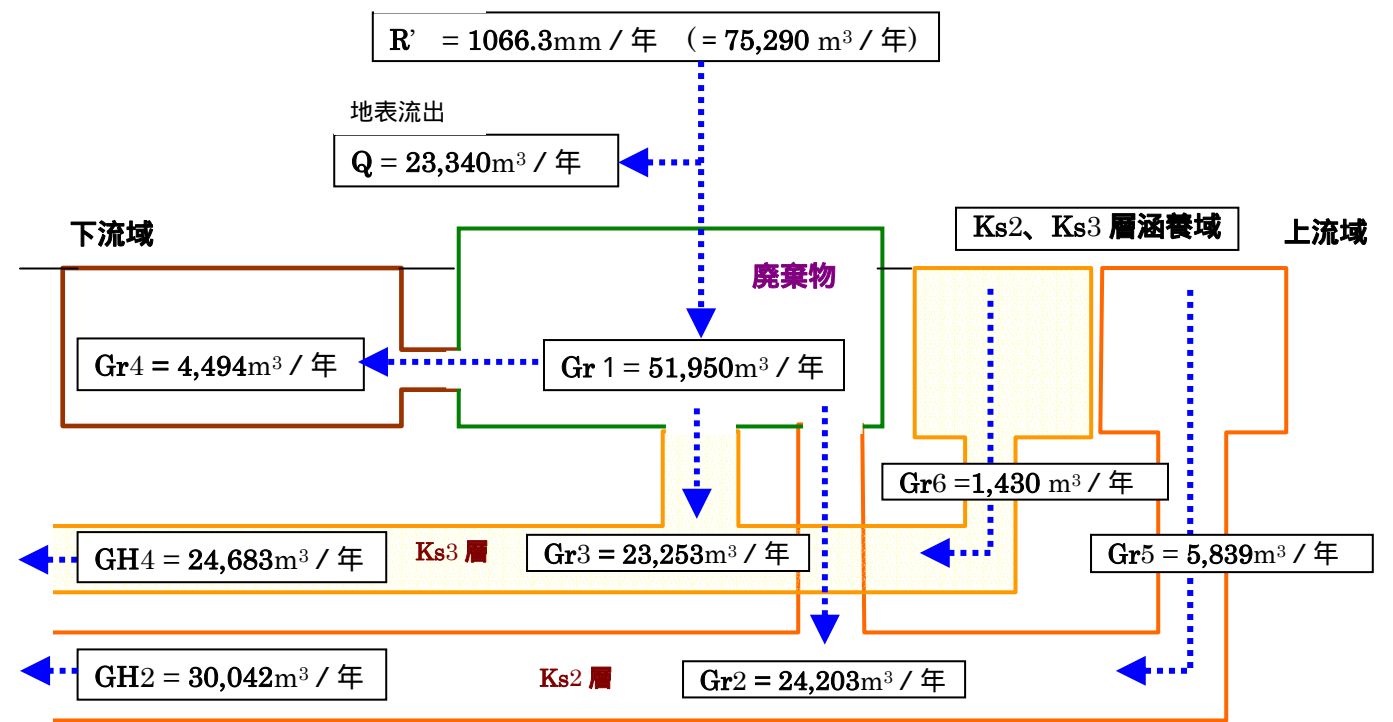 R’ = 1066.3mm / 年 (= 75,290 m³ / 年)
地表流出
Q = 23,340m³ / 年
下流域
Ks2、Ks3 層涵養域
上流域
廃棄物
Gr4 = 4,494m³ / 年
Gr 1 = 51,950m³ / 年
Gr6 =1,430 m³ / 年
GH4 = 24,683m³ / 年
Ks3 層
Gr3 = 23,253m³ / 年
Gr5 = 5,839m³ / 年
GH2 = 30,042m³ / 年
Ks2 層
Gr2 = 24,203m³ / 年